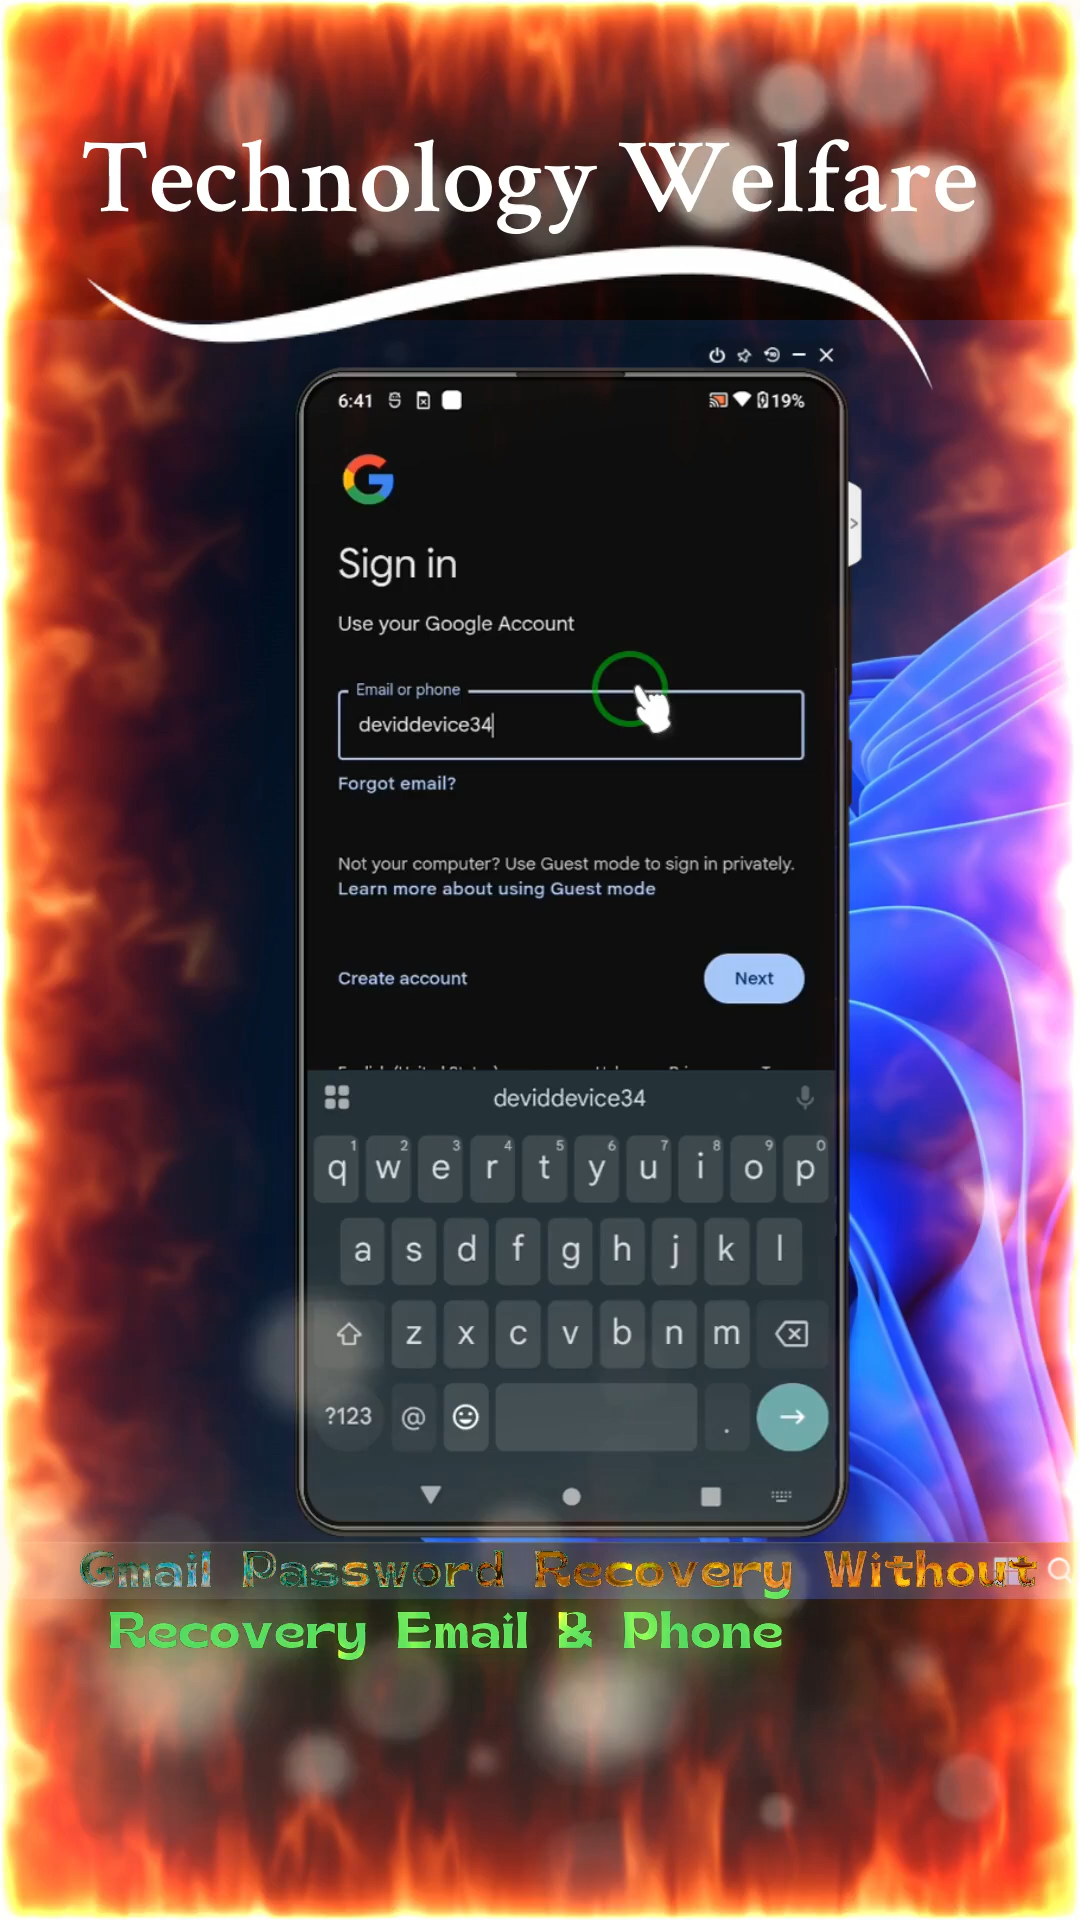 Technology Welfare
6:41
19%
Sign in
Use your Google Account
Email or phone
deviddevice34
Forgot email?
Not your computer? Use Guest mode to sign in privately.
Learn more about using Guest mode
Create account
Next
deviddevice34
1 2 3 4 5 6 7 8 9 0
q w e r t y u i o p
a s d f g h j k l
z x c v b n m
?123 @ .
Gmail Password Recovery Without
Recovery Email & Phone